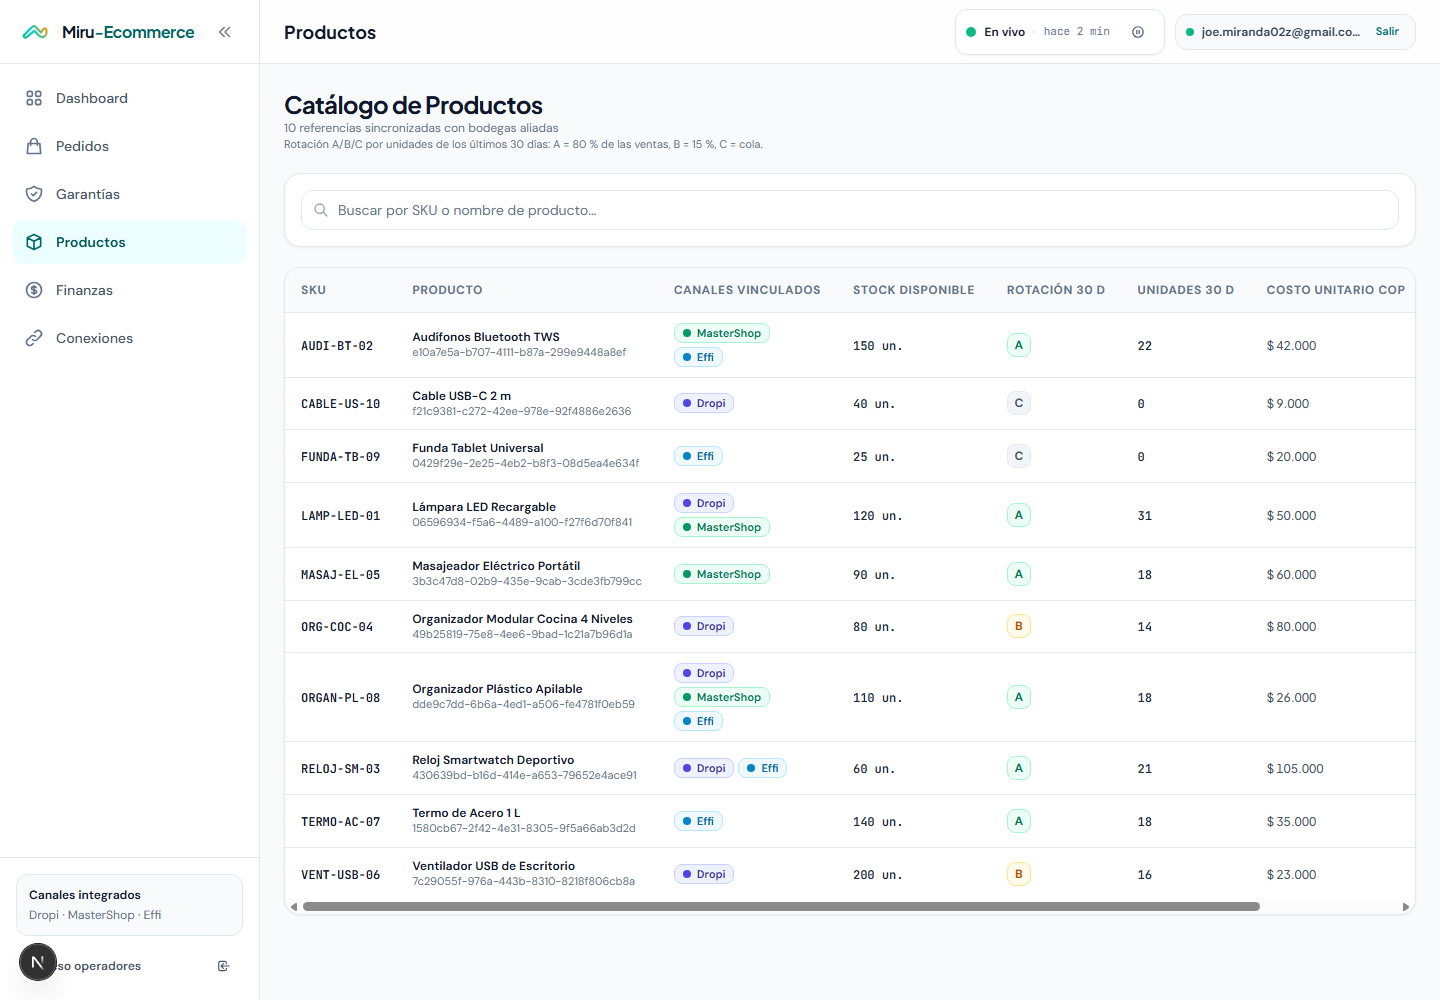 Miru-Ecommerce
Productos
En vivo · hace 2 min
joe.miranda02z@gmail.co… Salir
Dashboard
Pedidos
Garantías
Productos
Finanzas
Conexiones
Canales integrados
Dropi · MasterShop · Effi
N
so operadores
Catálogo de Productos
10 referencias sincronizadas con bodegas aliadas
Rotación A/B/C por unidades de los últimos 30 días: A = 80 % de las ventas, B = 15 %, C = cola.
Buscar por SKU o nombre de producto…
SKU PRODUCTO CANALES VINCULADOS STOCK DISPONIBLE ROTACIÓN 30 D UNIDADES 30 D COSTO UNITARIO COP
AUDI-BT-02 Audífonos Bluetooth TWS MasterShop 150 un. A 22 $ 42.000
e10a7e5a-b707-4111-b87a-299e9448a8ef Effi
CABLE-US-10 Cable USB-C 2 m Dropi 40 un. C 0 $ 9.000
f21c9381-c272-42ee-978e-92f4886e2636
FUNDA-TB-09 Funda Tablet Universal Effi 25 un. C 0 $ 20.000
0429f29e-2e25-4eb2-b8f3-08d5ea4e634f
LAMP-LED-01 Lámpara LED Recargable Dropi 120 un. A 31 $ 50.000
06596934-f5a6-4489-a100-f27f6d70f841 MasterShop
MASAJ-EL-05 Masajeador Eléctrico Portátil MasterShop 90 un. A 18 $ 60.000
3b3c47d8-02b9-435e-9cab-3cde3fb799cc
ORG-COC-04 Organizador Modular Cocina 4 Niveles Dropi 80 un. B 14 $ 80.000
49b25819-75e8-4ee6-9bad-1c21a7b96d1a
ORGAN-PL-08 Organizador Plástico Apilable Dropi MasterShop Effi 110 un. A 18 $ 26.000
dde9c7dd-6b6a-4ed1-a506-fe4781f0eb59
RELOJ-SM-03 Reloj Smartwatch Deportivo Dropi Effi 60 un. A 21 $ 105.000
430639bd-b16d-414e-a653-79652e4ace91
TERMO-AC-07 Termo de Acero 1 L Effi 140 un. A 18 $ 35.000
1580cb67-2f42-4e31-8305-9f5a66ab3d2d
VENT-USB-06 Ventilador USB de Escritorio Dropi 200 un. B 16 $ 23.000
7c29055f-976a-443b-8310-8218f806cb8a